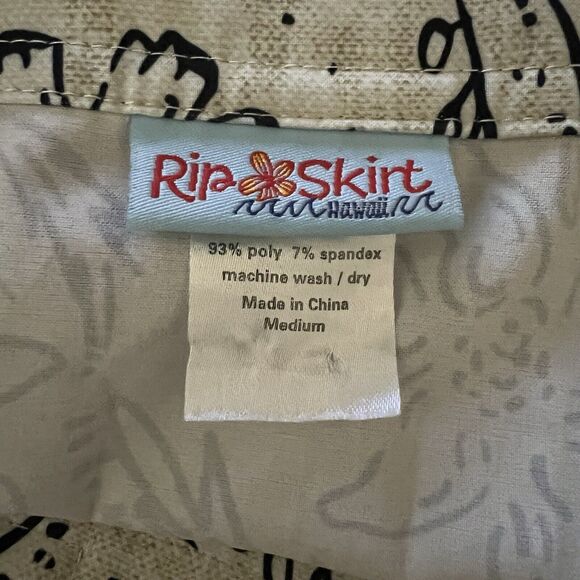 Rip Skirt
Hawaii
93% poly 7% spandex
machine wash / dry
Made in China
Medium